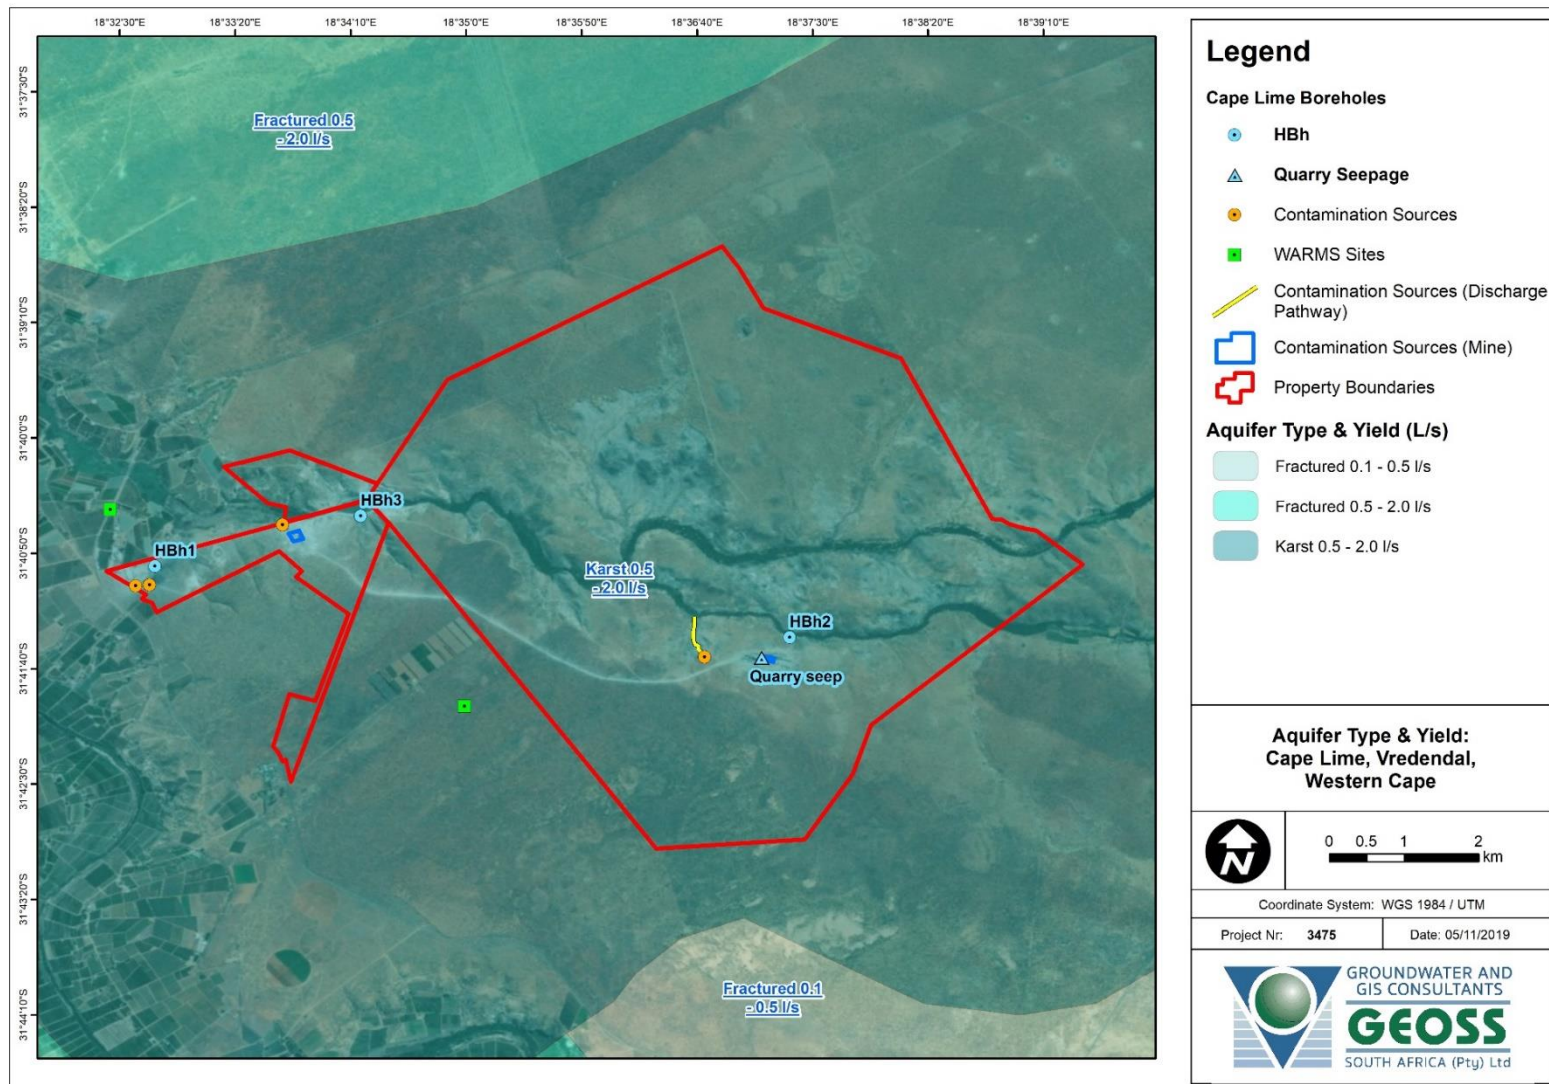 18°32'30"E
18°33'20"E
18°34'10"E
18°35'0"E
18°35'50"E
18°36'40"E
18°37'30"E
18°38'20"E
18°39'10"E
31°37'30"S
31°38'20"S
31°39'10"S
31°40'0"S
31°40'50"S
31°41'40"S
31°42'30"S
31°43'20"S
31°44'10"S
Fractured 0.5
- 2.0 l/s
HBh3
HBh1
Karst 0.5
- 2.0 l/s
HBh2
Quarry seep
Fractured 0.1
- 0.5 l/s
Legend
Cape Lime Boreholes
HBh
Quarry Seepage
Contamination Sources
WARMS Sites
Contamination Sources (Discharge
Pathway)
Contamination Sources (Mine)
Property Boundaries
Aquifer Type & Yield (L/s)
Fractured 0.1 - 0.5 l/s
Fractured 0.5 - 2.0 l/s
Karst 0.5 - 2.0 l/s
Aquifer Type & Yield:
Cape Lime, Vredendal,
Western Cape
N
0 0.5 1 2
km
Coordinate System: WGS 1984 / UTM
Project Nr: 3475
Date: 05/11/2019
GROUNDWATER AND
GIS CONSULTANTS
GEOSS
SOUTH AFRICA (Pty) Ltd